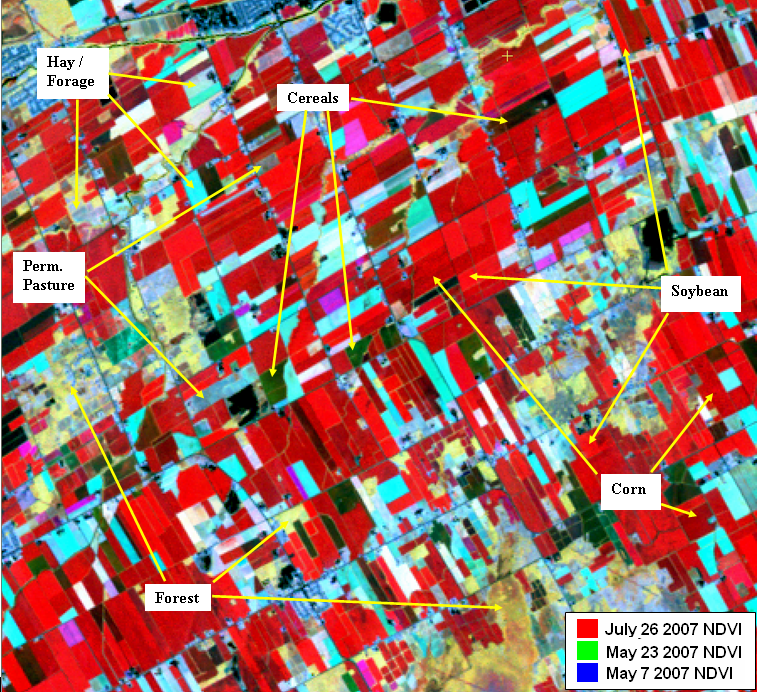 Hay /
Forage
Cereals
Perm.
Pasture
Soybean
Corn
Forest
July 26 2007 NDVI
May 23 2007 NDVI
May 7 2007 NDVI